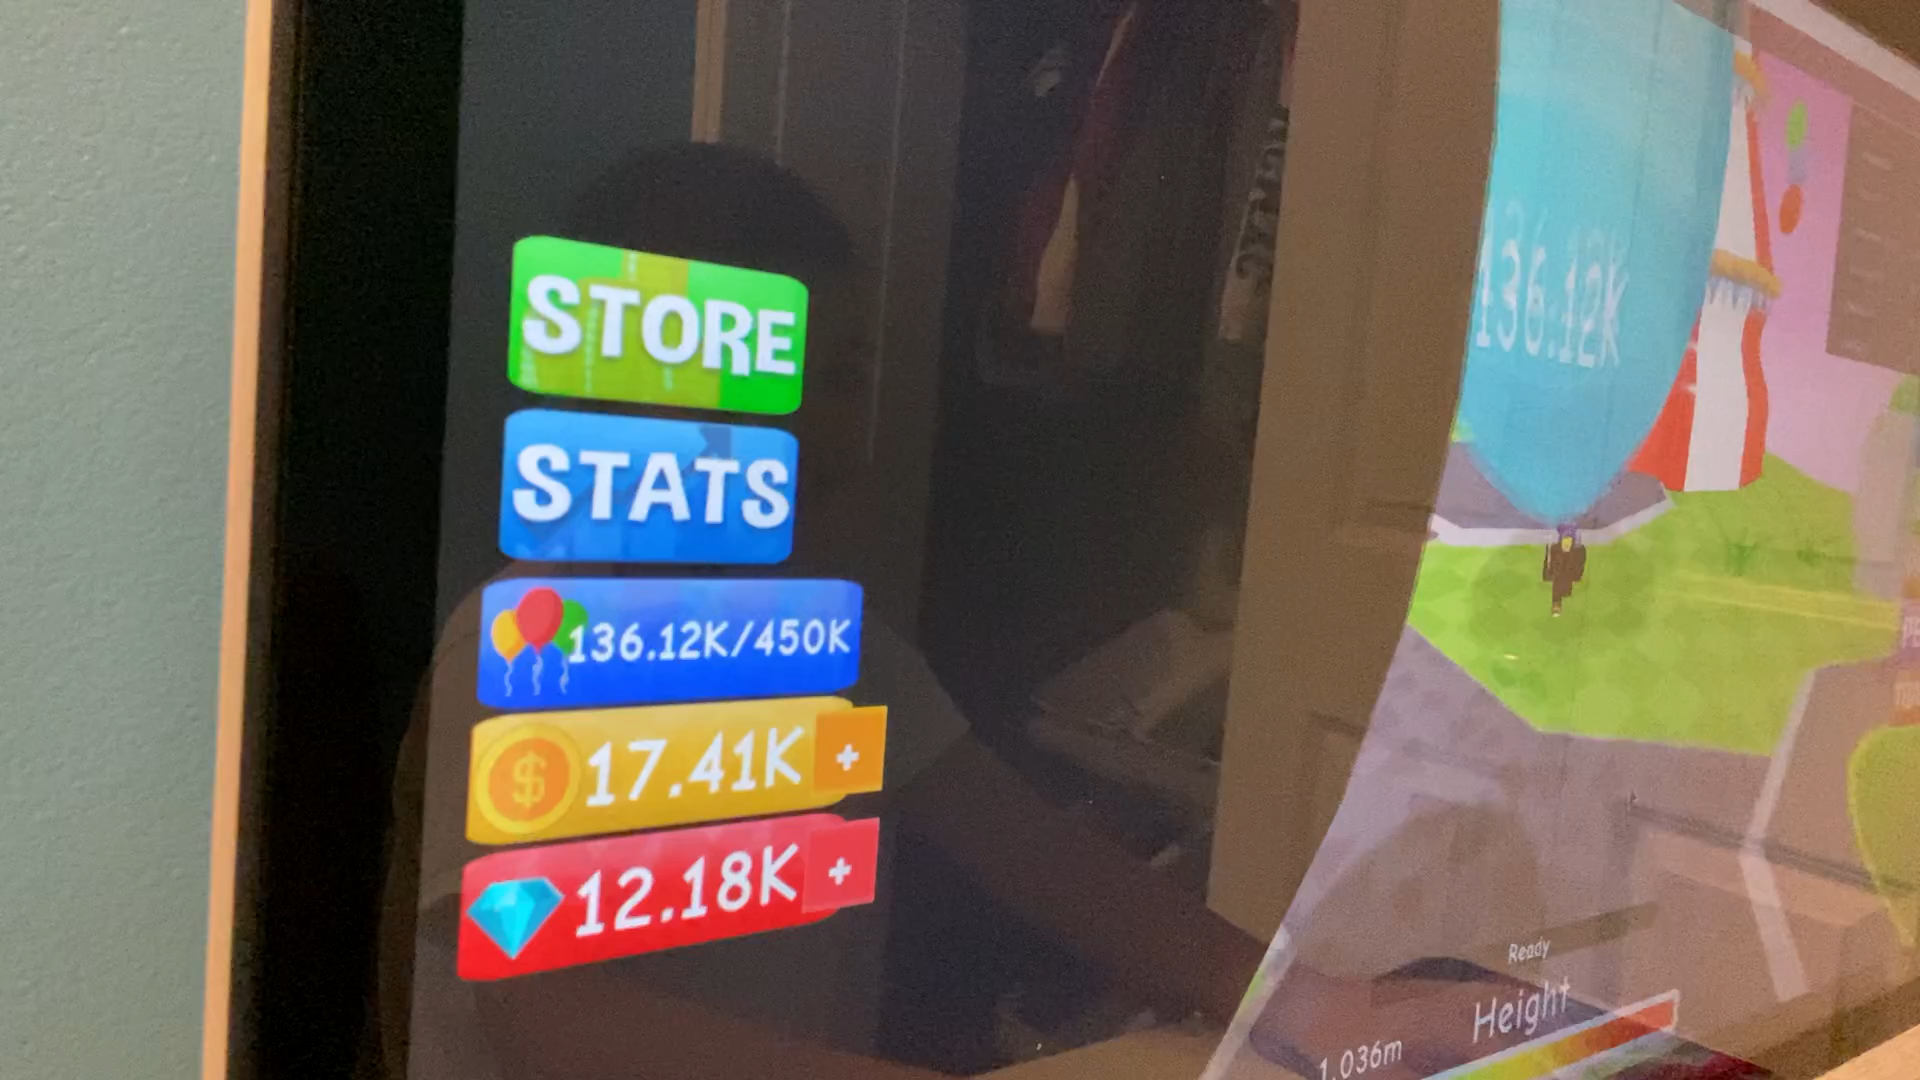 STORE
STATS
136.12K/450K
$ 17.41K +
12.18K +
136.12K
Ready
Height
1.036m